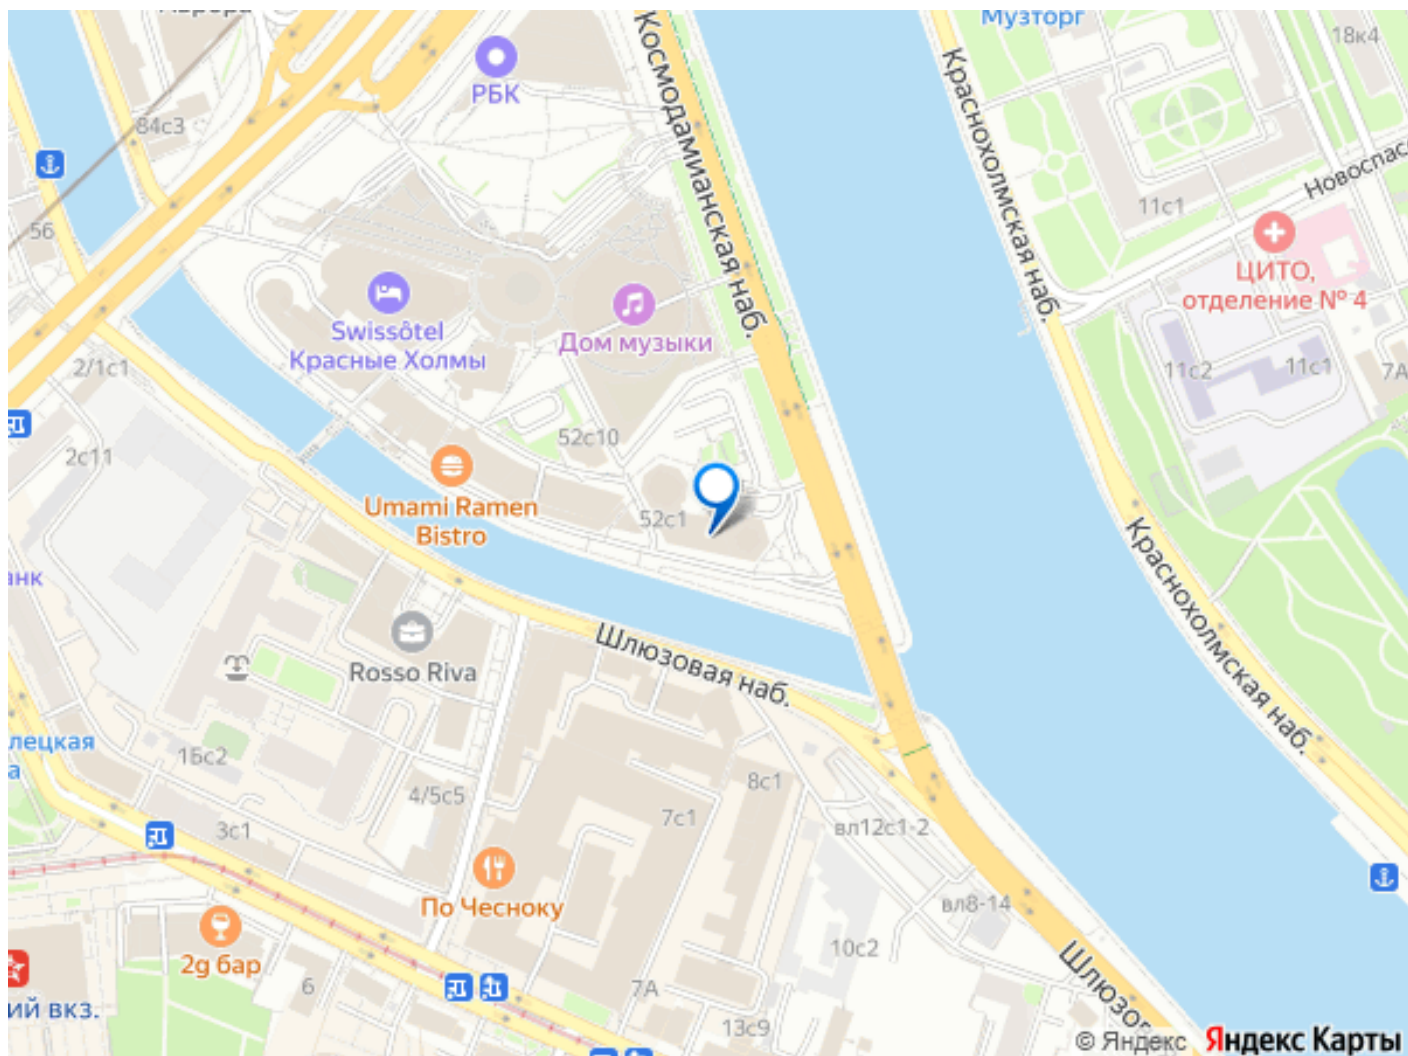 Музторг
18к4
РБК
84с3
Космодамианская наб.
Краснохолмская наб.
Новоспас
11с1
56
ЦИТО,
отделение № 4
Swissôtel
Красные Холмы
Дом музыки
2/1с1
11с2
11с1
7А
52с10
2с11
Umami Ramen
Bistro
52с1
Краснохолмская наб.
анк
Шлюзовая наб.
Rosso Riva
лецкая
а
1Бс2
4/5с5
8с1
7с1
3с1
вл12с1-2
По Чесноку
вл8-14
2g бар
10с2
6
7А
ий вкз.
13с9
Шлюзо
© Яндекс
Яндекс Карты